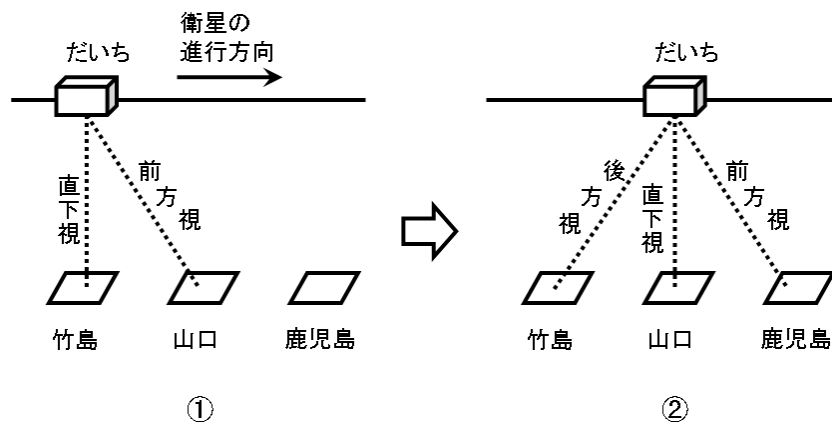 衛星の
進行方向
だいち
直下視
前方視
竹島
山口
鹿児島
①
だいち
後方視
直下視
前方視
竹島
山口
鹿児島
②